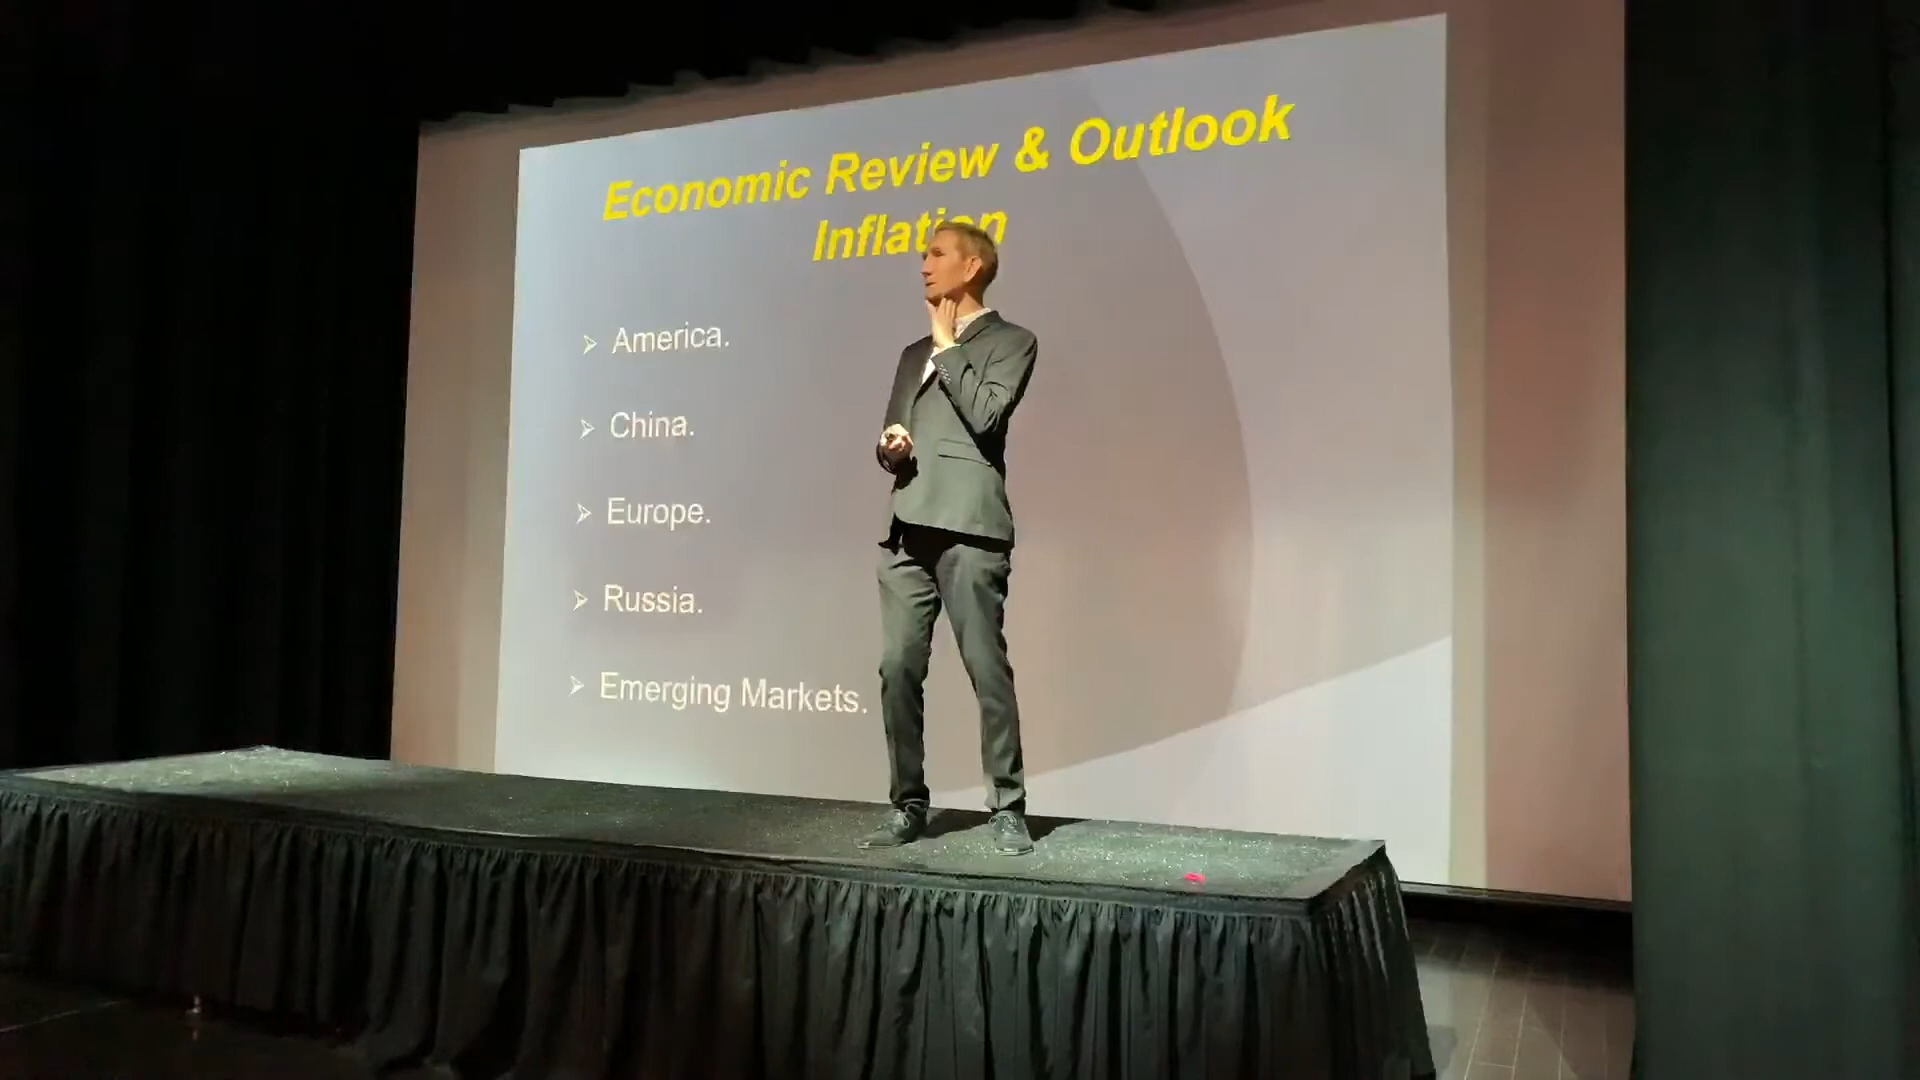 Economic Review & Outlook
Inflation
➢ America.
➢ China.
➢ Europe.
➢ Russia.
➢ Emerging Markets.